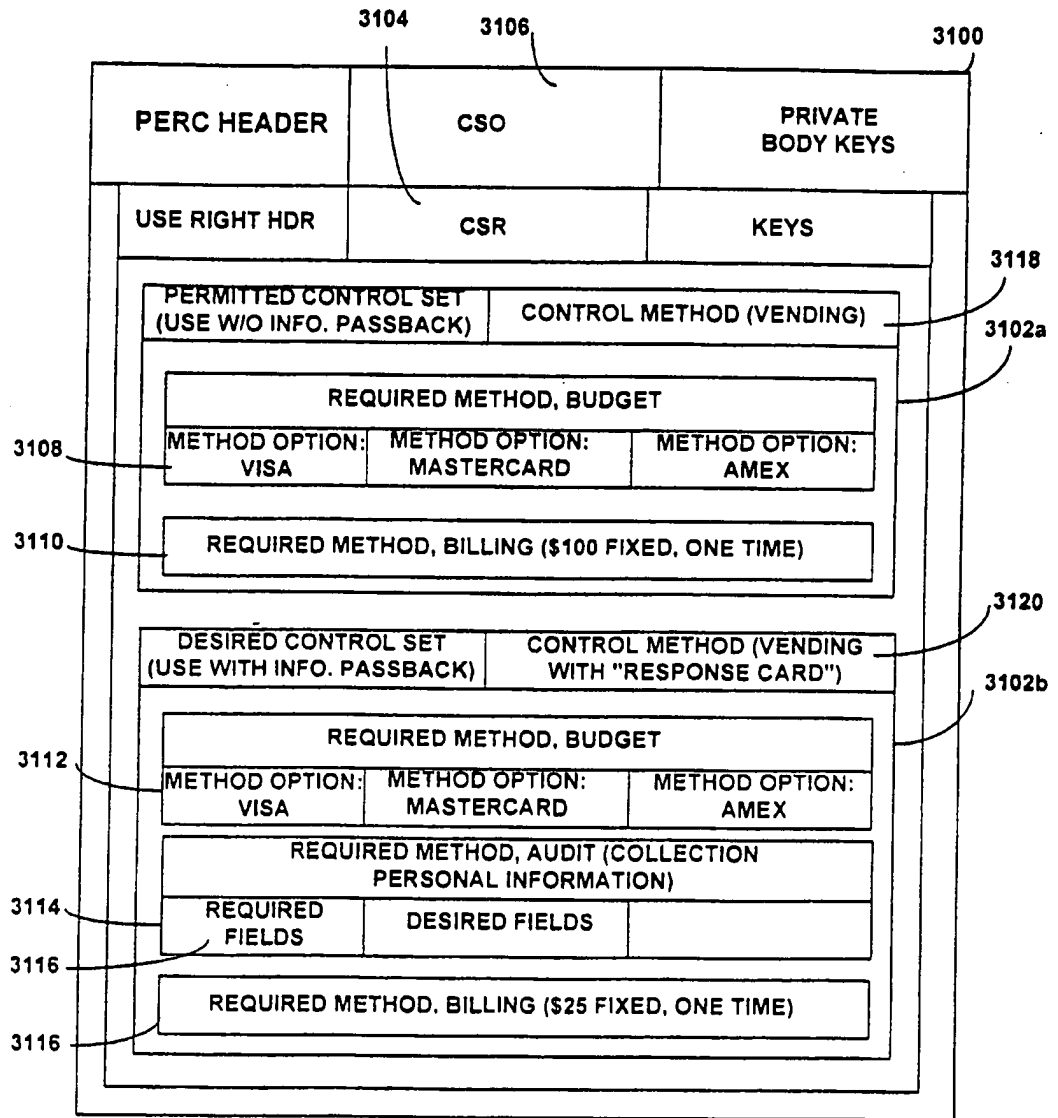 3104
3106
3100
PERC HEADER
CSO
PRIVATE
BODY KEYS
USE RIGHT HDR
CSR
KEYS
3118
PERMITTED CONTROL SET
(USE W/O INFO. PASSBACK)
CONTROL METHOD (VENDING)
3102a
REQUIRED METHOD, BUDGET
3108
METHOD OPTION:
VISA
METHOD OPTION:
MASTERCARD
METHOD OPTION:
AMEX
3110
REQUIRED METHOD, BILLING ($100 FIXED, ONE TIME)
3120
DESIRED CONTROL SET
(USE WITH INFO. PASSBACK)
CONTROL METHOD (VENDING
WITH "RESPONSE CARD")
3102b
REQUIRED METHOD, BUDGET
3112
METHOD OPTION:
VISA
METHOD OPTION:
MASTERCARD
METHOD OPTION:
AMEX
REQUIRED METHOD, AUDIT (COLLECTION
PERSONAL INFORMATION)
3114
REQUIRED
FIELDS
DESIRED FIELDS
3116
REQUIRED METHOD. BILLING ($25 FIXED, ONE TIME)
3116